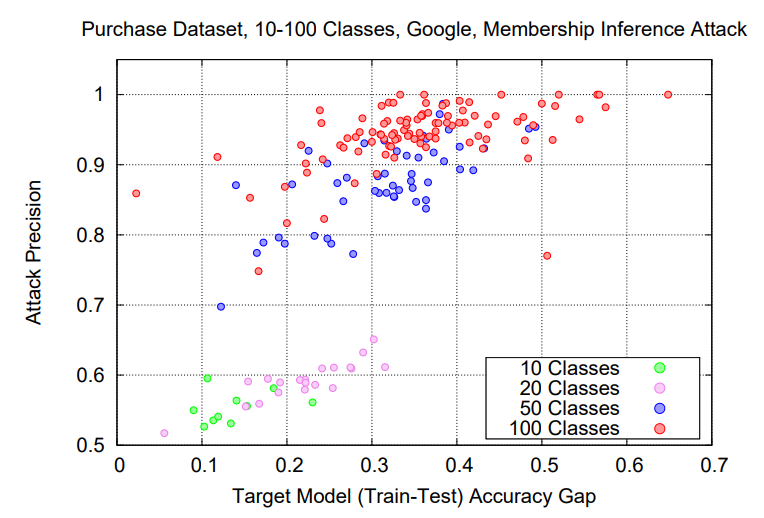 Purchase Dataset, 10-100 Classes, Google, Membership Inference Attack
Attack Precision
1
0.9
0.8
0.7
0.6
0.5
10 Classes
20 Classes
50 Classes
100 Classes
0 0.1 0.2 0.3 0.4 0.5 0.6 0.7
Target Model (Train-Test) Accuracy Gap